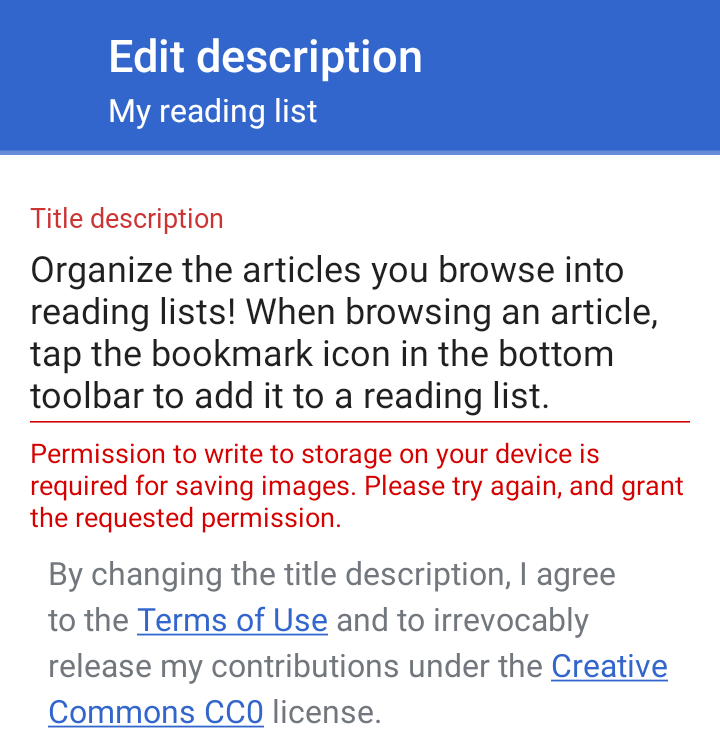 Edit description
My reading list
Title description
Organize the articles you browse into
reading lists! When browsing an article,
tap the bookmark icon in the bottom
toolbar to add it to a reading list.
Permission to write to storage on your device is
required for saving images. Please try again, and grant
the requested permission.
By changing the title description, I agree
to the Terms of Use and to irrevocably
release my contributions under the Creative
Commons CC0 license.